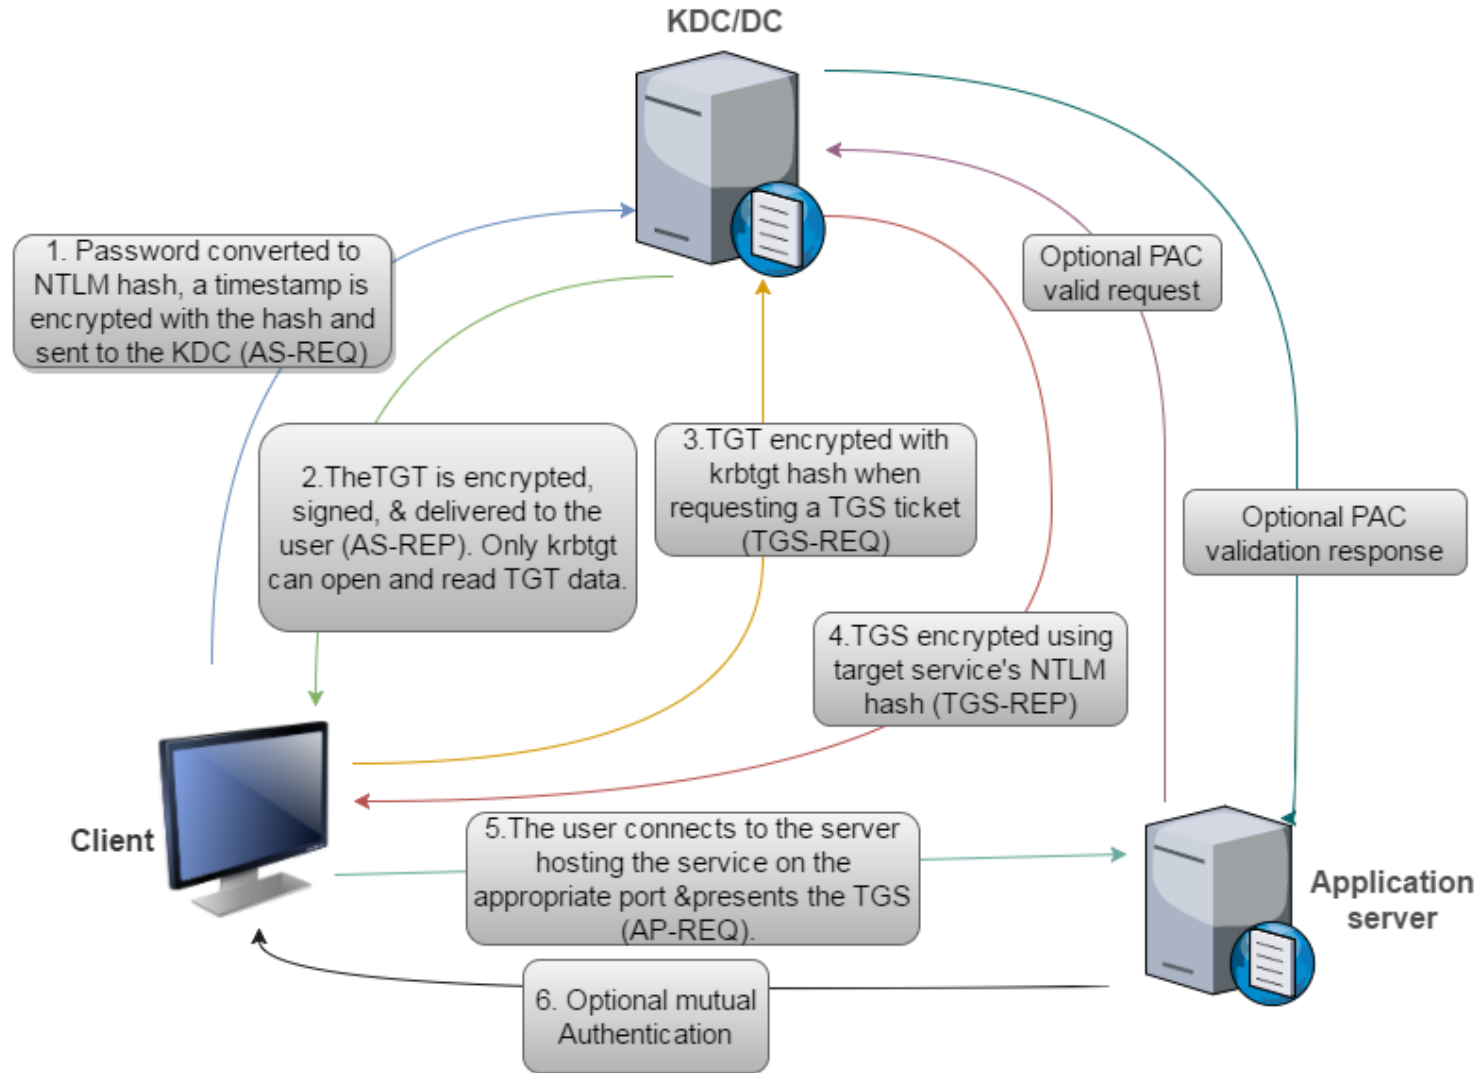 KDC/DC
1. Password converted to
NTLM hash, a timestamp is
encrypted with the hash and
sent to the KDC (AS-REQ)
Optional PAC
valid request
2.TheTGT is encrypted,
signed, & delivered to the
user (AS-REP). Only krbtgt
can open and read TGT data.
3.TGT encrypted with
krbtgt hash when
requesting a TGS ticket
(TGS-REQ)
Optional PAC
validation response
4.TGS encrypted using
target service's NTLM
hash (TGS-REP)
Client
5.The user connects to the server
hosting the service on the
appropriate port &presents the TGS
(AP-REQ).
Application
server
6. Optional mutual
Authentication